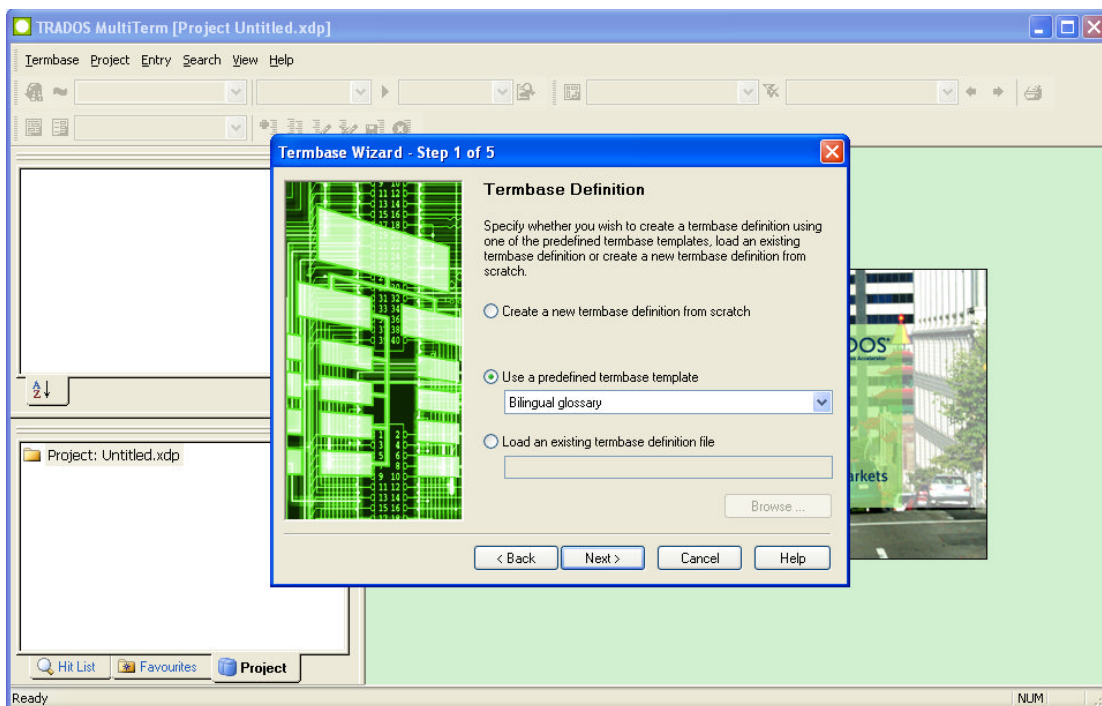 TRADOS MultiTerm [Project Untitled.xdp]
Termbase Project Entry Search View Help
Termbase Wizard - Step 1 of 5
Termbase Definition
Specify whether you wish to create a termbase definition using
one of the predefined termbase templates, load an existing
termbase definition or create a new termbase definition from
scratch.
Create a new termbase definition from scratch
Use a predefined termbase template
Bilingual glossary
Load an existing termbase definition file
Browse ...
< Back Next > Cancel Help
DOS
arkets
Project: Untitled.xdp
Hit List Favourites Project
Ready NUM